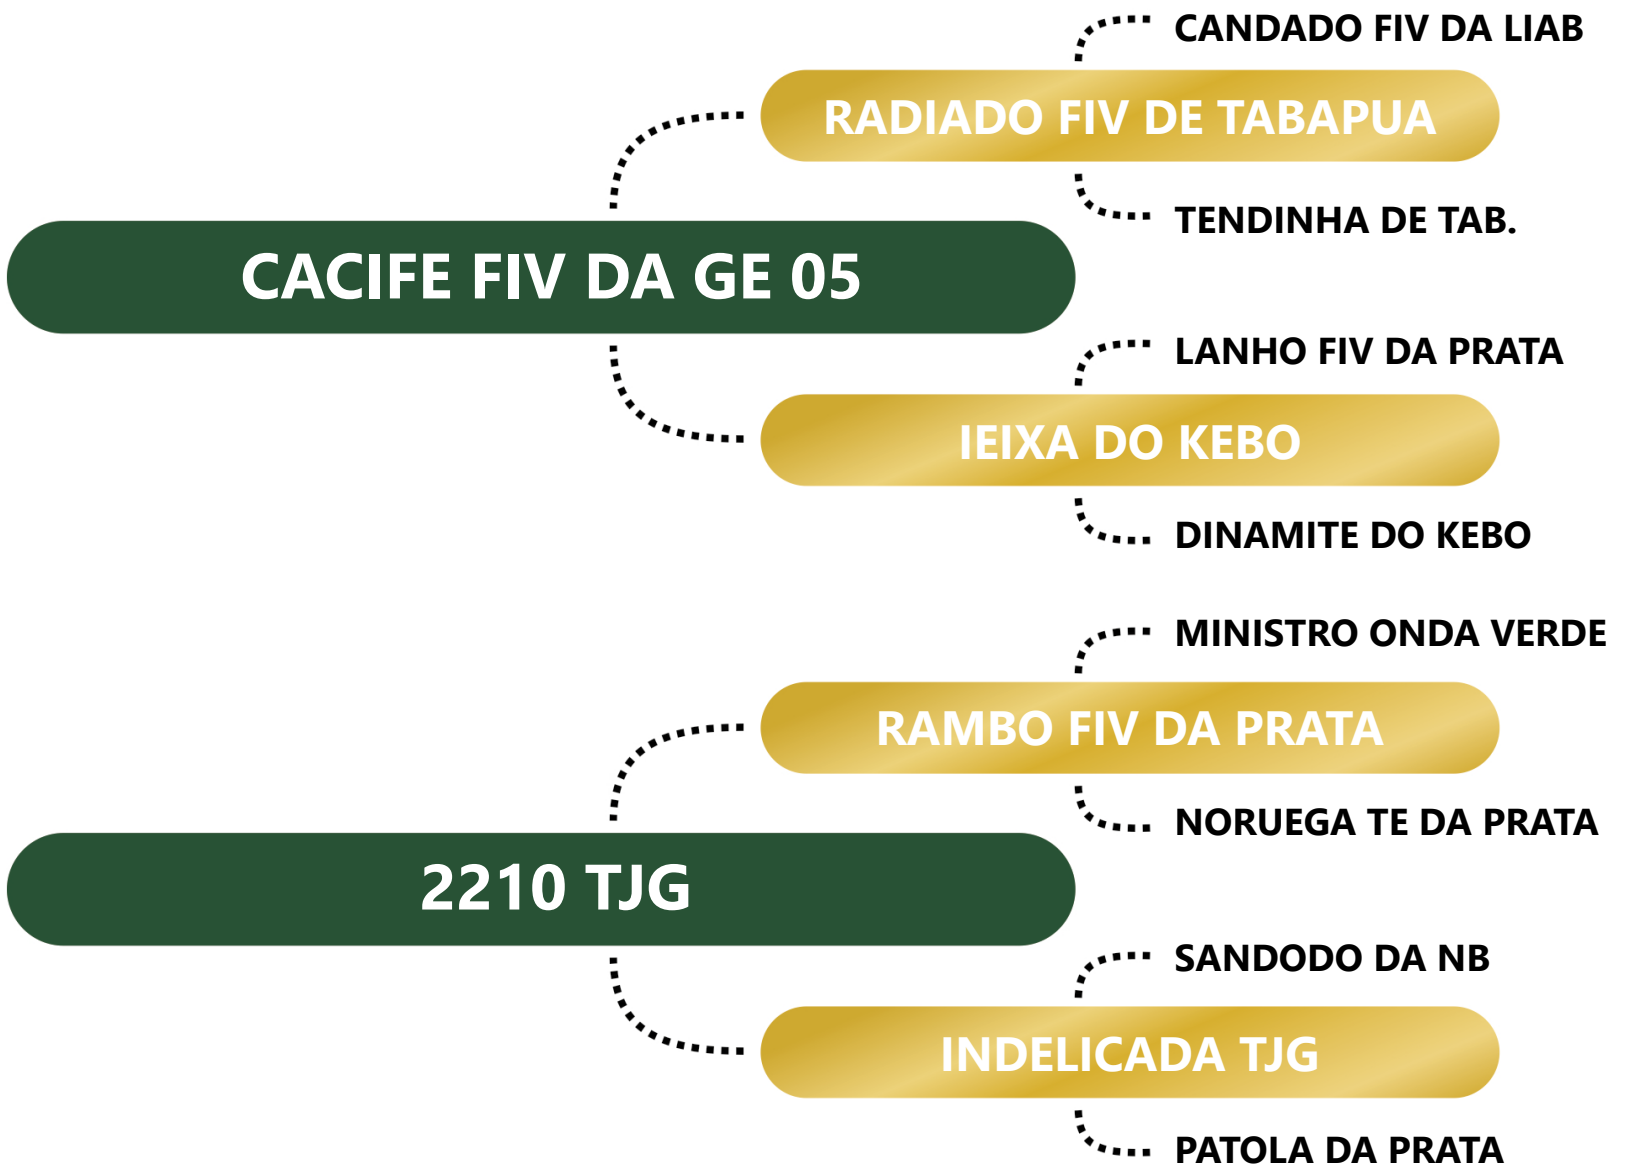 CANDADO FIV DA LIAB
RADIADO FIV DE TABAPUA
TENDINHA DE TAB.
CACIFE FIV DA GE 05
LANHO FIV DA PRATA
IEIXA DO KEBO
DINAMITE DO KEBO
MINISTRO ONDA VERDE
RAMBO FIV DA PRATA
NORUEGA TE DA PRATA
2210 TJG
SANDODO DA NB
INDELICADA TJG
PATOLA DA PRATA